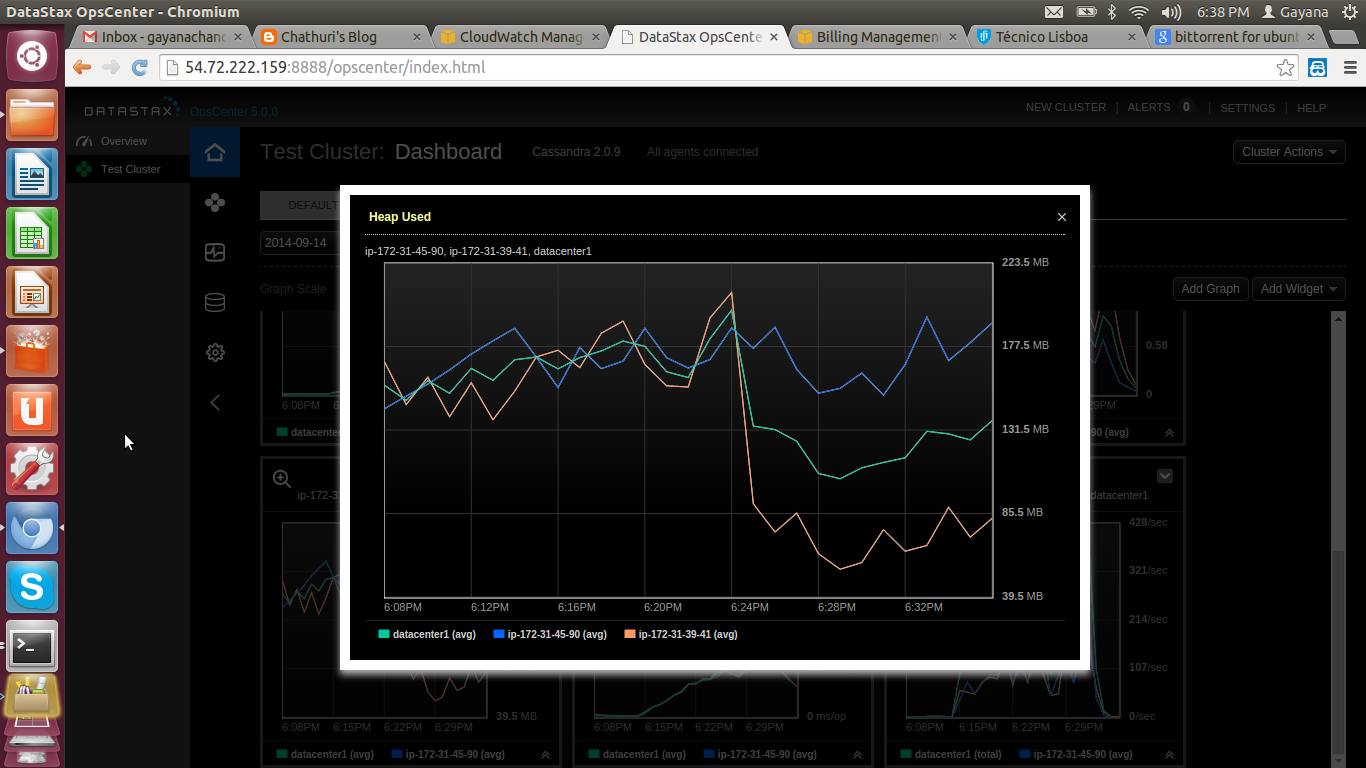 DataStax OpsCenter - Chromium
6:38 PM Gayana
Inbox - gayanachand
Chathuri's Blog
CloudWatch Manag
DataStax OpsCente
Billing Management
Técnico Lisboa
bittorrent for ubunt
54.72.222.159:8888/opscenter/index.html
DATASTAX OpsCenter 5.0.0
NEW CLUSTER | ALERTS 0 | SETTINGS | HELP
Overview
Test Cluster
Test Cluster: Dashboard Cassandra 2.0.9 All agents connected
Cluster Actions
DEFAULT
2014-09-14
Graph Scale
Add Graph Add Widget
Heap Used
ip-172-31-45-90, ip-172-31-39-41, datacenter1
223.5 MB
177.5 MB
131.5 MB
85.5 MB
39.5 MB
6:08PM 6:12PM 6:16PM 6:20PM 6:24PM 6:28PM 6:32PM
datacenter1 (avg) ip-172-31-45-90 (avg) ip-172-31-39-41 (avg)
0.50
0
6:08PM
datacenter
90 (avg)
ip-172-3
datacenter1
428/sec
321/sec
214/sec
107/sec
0/sec
39.5 MB
0 ms/op
6:08PM 6:15PM 6:22PM 6:29PM
6:08PM 6:15PM 6:22PM 6:29PM
6:08PM 6:15PM 6:22PM 6:29PM
datacenter1 (avg) ip-172-31-45-90 (avg)
datacenter1 (avg) ip-172-31-45-90 (avg)
datacenter1 (total) ip-172-31-45-90 (avg)